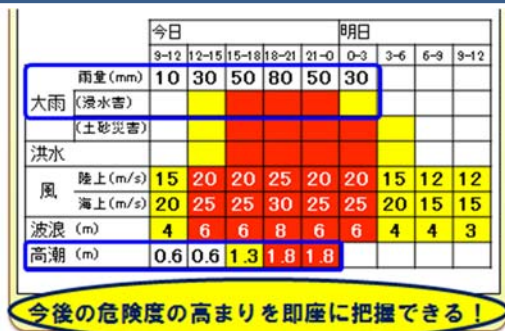 今日 明日
9-12 12-15 15-18 18-21 21-0 0-3 3-6 6-9 9-12
大雨 雨量(mm) 10 30 50 80 50 30
(浸水害)
(土砂災害)
洪水
風 陸上(m/s) 15 20 20 25 20 20 15 12 12
海上(m/s) 20 25 25 30 25 25 20 15 15
波浪 (m) 4 6 6 8 6 6 4 4 3
高潮 (m) 0.6 0.6 1.3 1.8 1.8
今後の危険度の高まりを即座に把握できる!